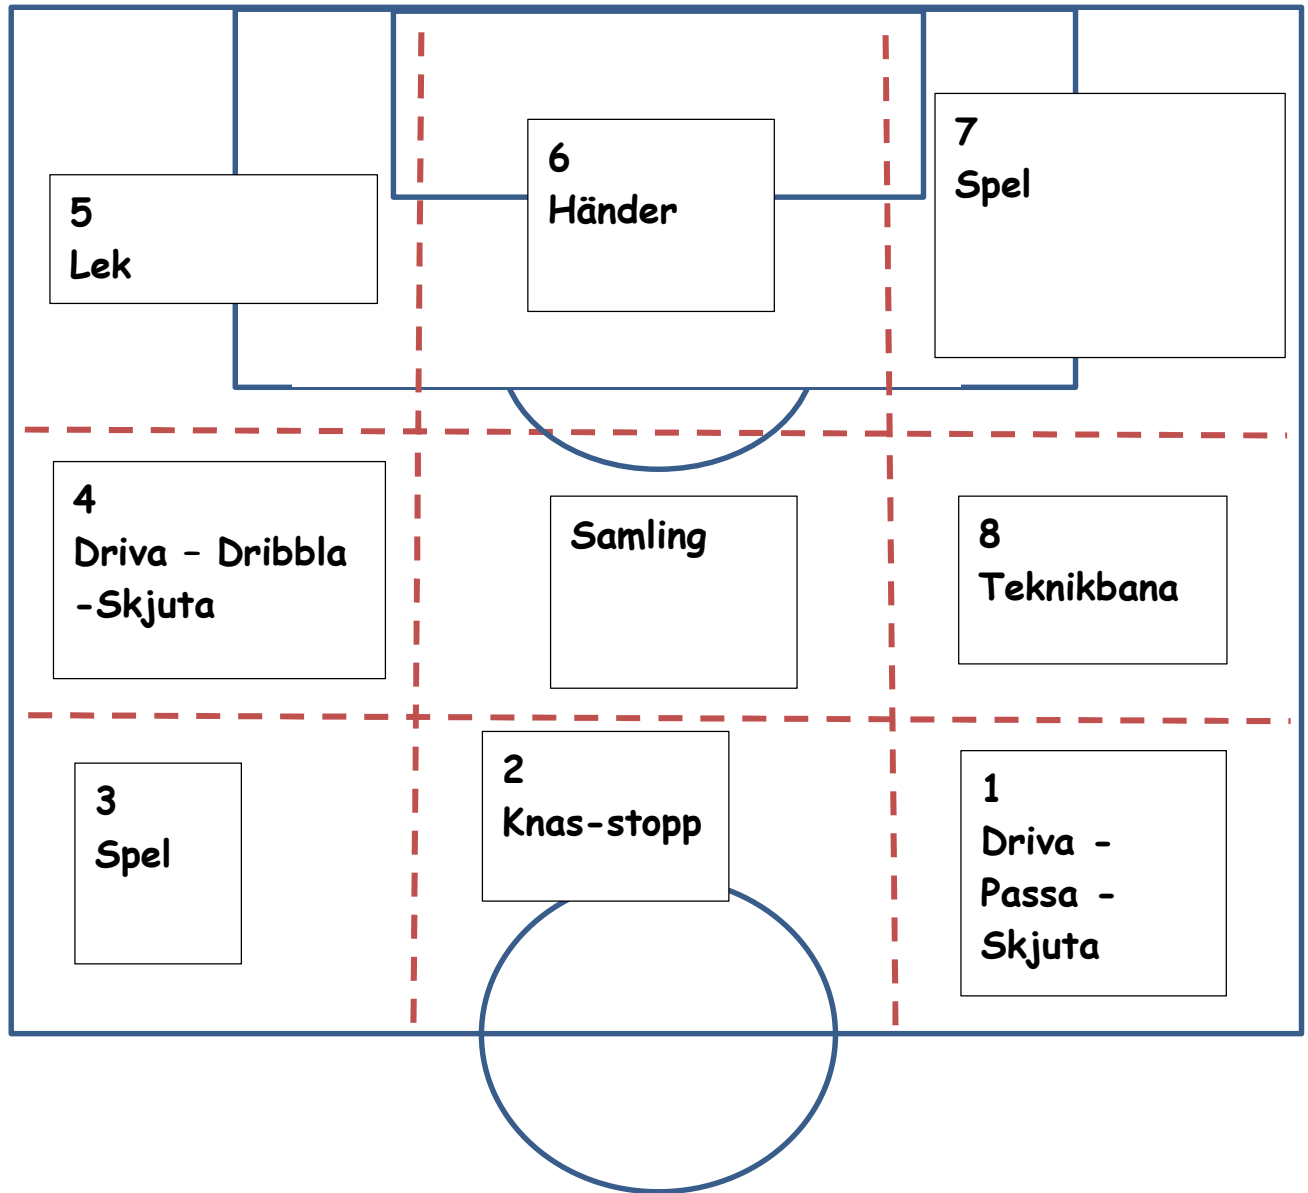 5
Lek
6
Händer
7
Spel
4
Driva – Dribbla
-Skjuta
Samling
8
Teknikbana
3
Spel
2
Knas-stopp
1
Driva -
Passa -
Skjuta